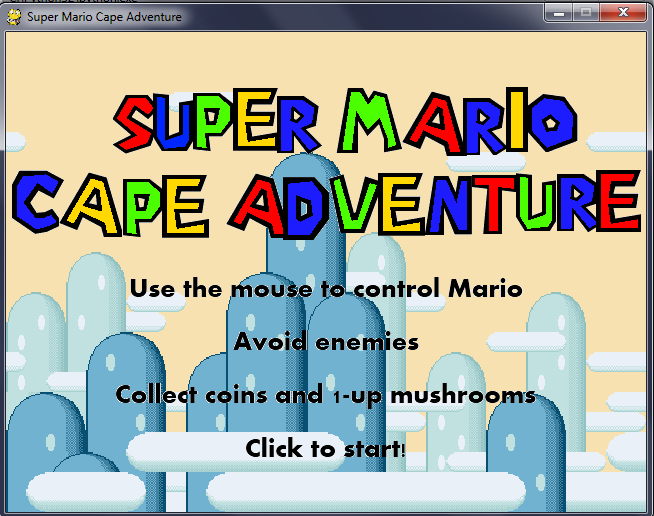 Super Mario Cape Adventure
SUPER MARIO
CAPE ADVENTURE
Use the mouse to control Mario
Avoid enemies
Collect coins and 1-up mushrooms
Click to start!